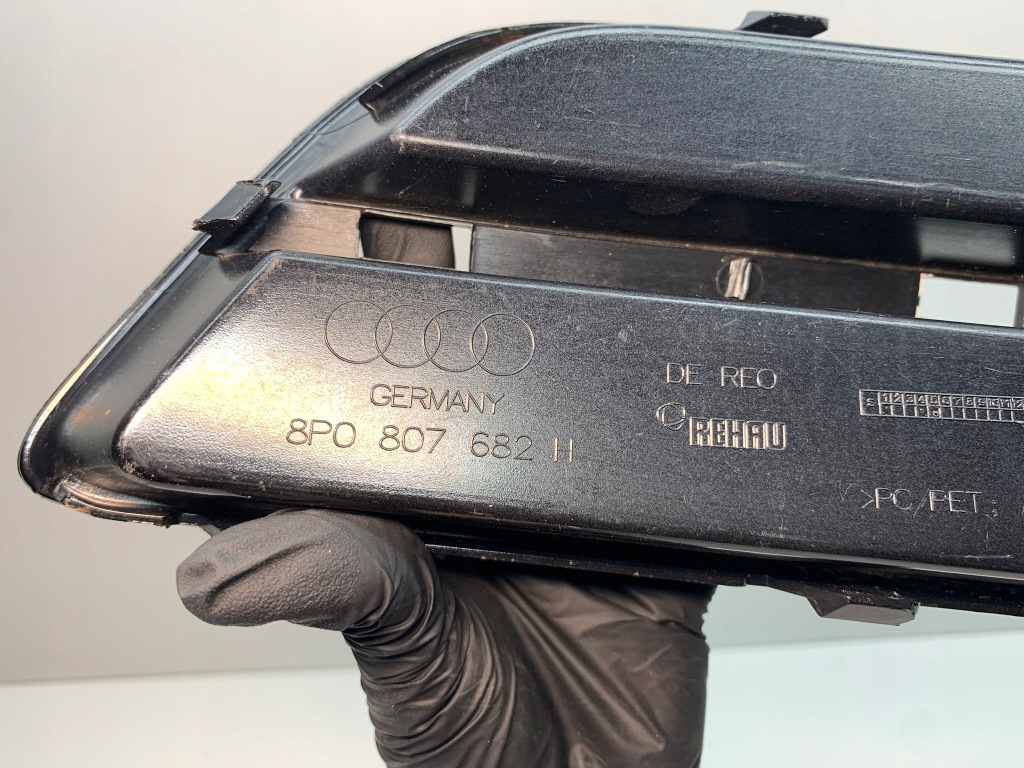 GERMANY
8P0 807 682 H
DE REO
REHAU
>PC/PET;